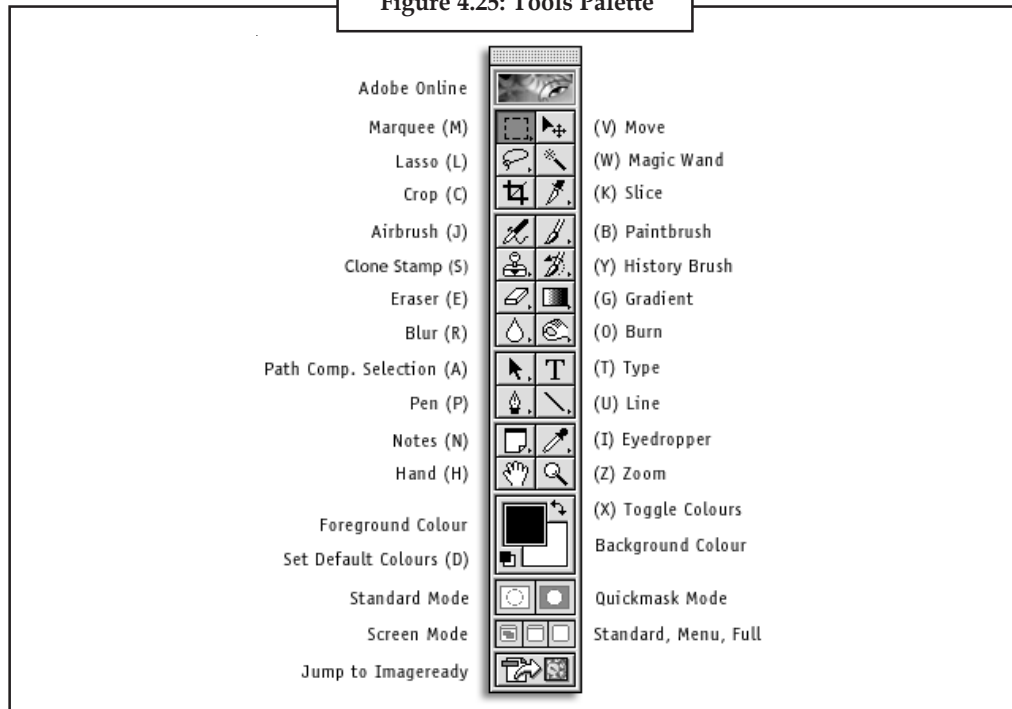 Figure 4.25: Tools Palette
Adobe Online
Marquee (M) (V) Move
Lasso (L) (W) Magic Wand
Crop (C) (K) Slice
Airbrush (J) (B) Paintbrush
Clone Stamp (S) (Y) History Brush
Eraser (E) (G) Gradient
Blur (R) (O) Burn
Path Comp. Selection (A) T (T) Type
Pen (P) (U) Line
Notes (N) (I) Eyedropper
Hand (H) (Z) Zoom
(X) Toggle Colours
Foreground Colour
Background Colour
Set Default Colours (D)
Standard Mode Quickmask Mode
Screen Mode Standard, Menu, Full
Jump to Imageready